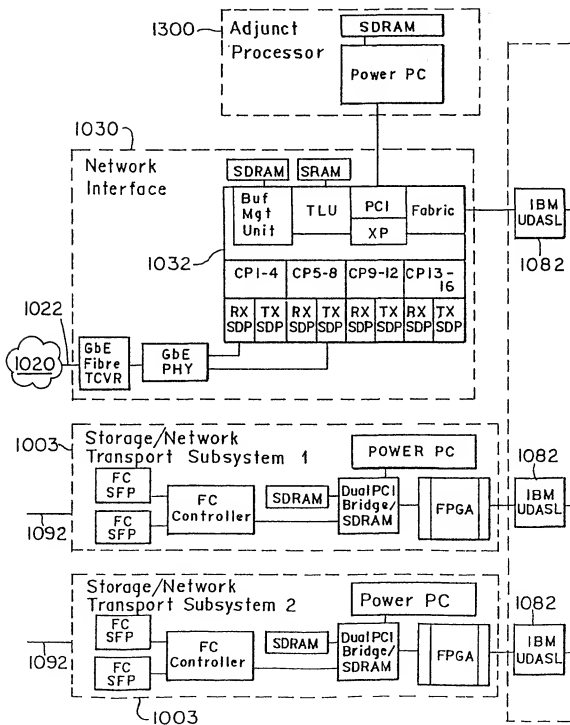 1300
Adjunct
Processor
SDRAM
Power PC
1030
Network
Interface
SDRAM
SRAM
Buf
Mgt
Unit
TLU
PCI
XP
Fabric
IBM
UDASL
1082
1032
CP1-4
CP5-8
CP9-12
CP13-
16
RX
SDP
TX
SDP
RX
SDP
TX
SDP
RX
SDP
TX
SDP
RX
SDP
TX
SDP
1022
1020
GbE
Fibre
TCVR
GbE
PHY
1003
Storage/Network
Transport Subsystem 1
POWER PC
1082
FC
SFP
FC
SFP
FC
Controller
SDRAM
Dual PCI
Bridge/
SDRAM
FPGA
IBM
UDASL
1092
Storage/Network
Transport Subsystem 2
Power PC
1082
FC
SFP
FC
SFP
FC
Controller
SDRAM
Dual PCI
Bridge/
SDRAM
FPGA
IBM
UDASL
1092
1003